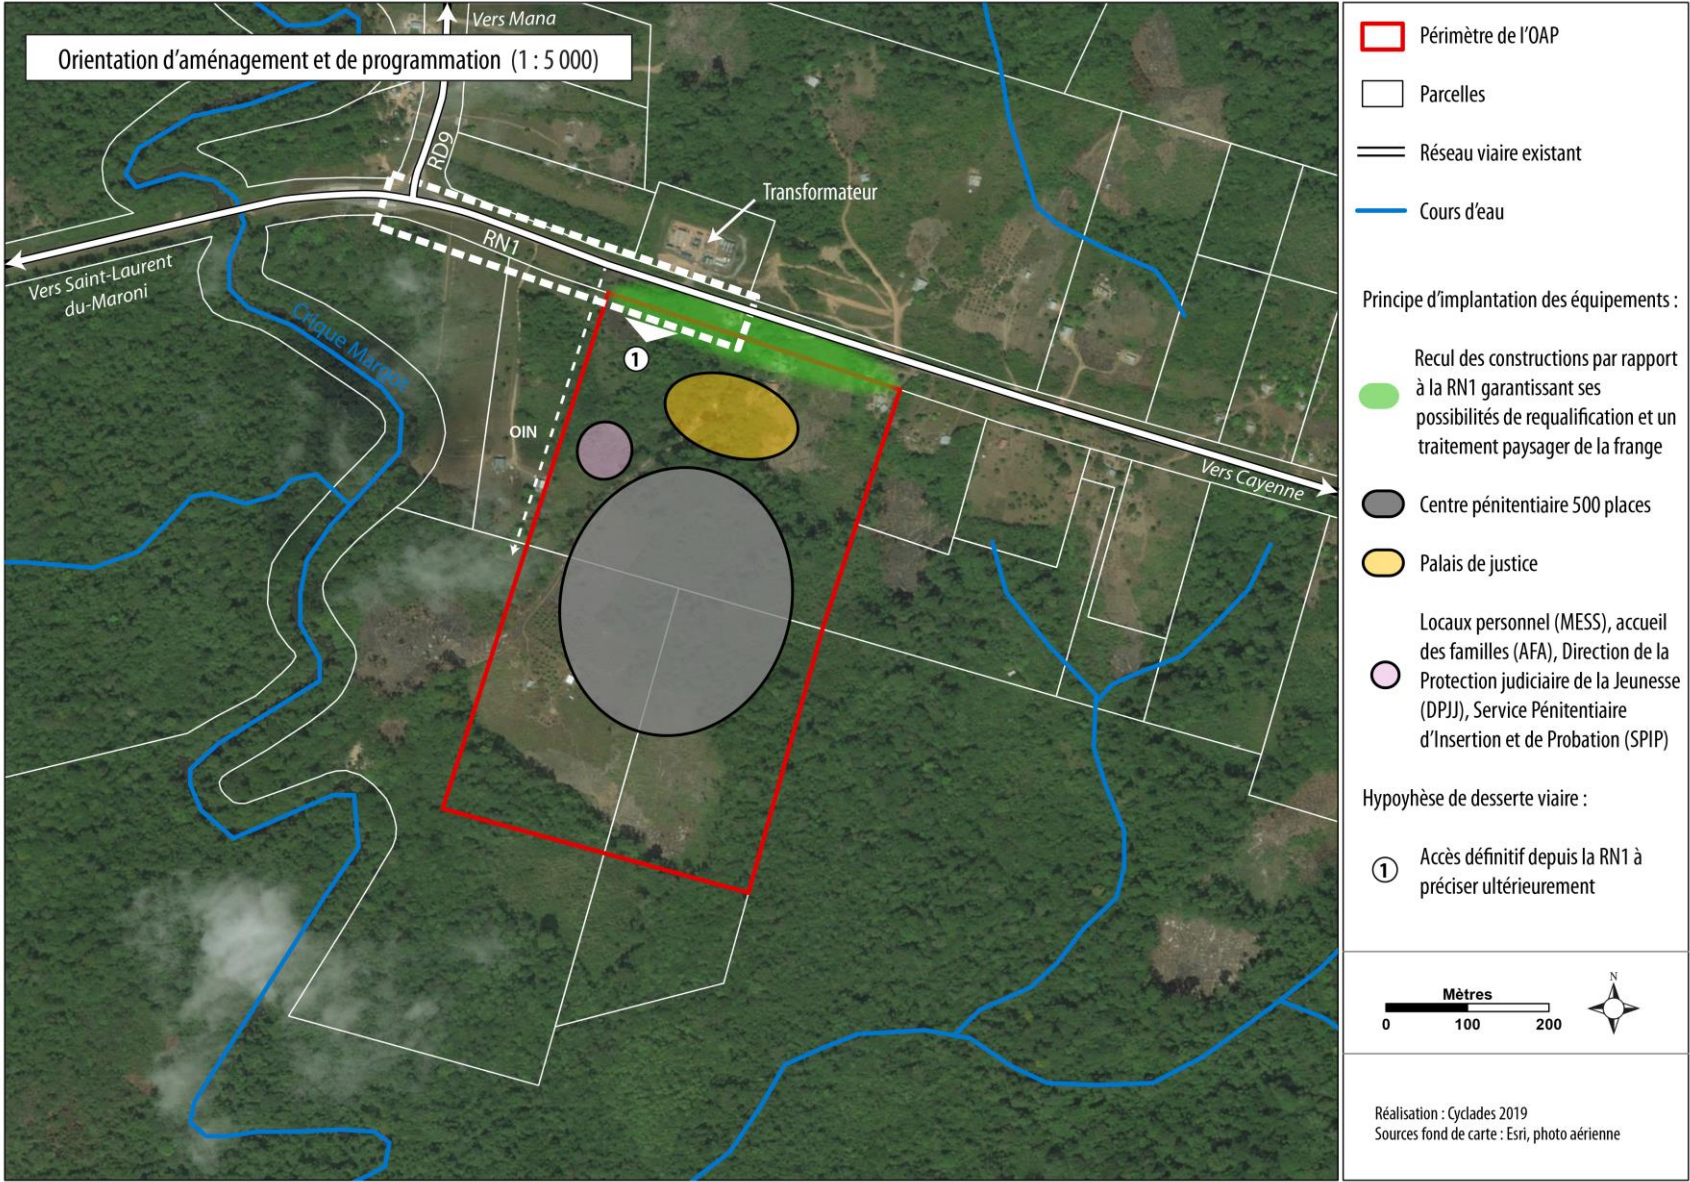 Orientation d'aménagement et de programmation (1 : 5 000)
Vers Mana
RD9
Transformateur
RN1
Vers Saint-Laurent
du-Maroni
Crique Margot
1
OIN
Vers Cayenne
Périmètre de l'OAP
Parcelles
Réseau viaire existant
Cours d'eau
Principe d'implantation des équipements :
Recul des constructions par rapport
à la RN1 garantissant ses
possibilités de requalification et un
traitement paysager de la frange
Centre pénitentiaire 500 places
Palais de justice
Locaux personnel (MESS), accueil
des familles (AFA), Direction de la
Protection judiciaire de la Jeunesse
(DPJJ), Service Pénitentiaire
d'Insertion et de Probation (SPIP)
Hypoyhèse de desserte viaire :
1
Accès définitif depuis la RN1 à
préciser ultérieurement
Mètres
0 100 200
N
Réalisation : Cyclades 2019
Sources fond de carte : Esri, photo aérienne